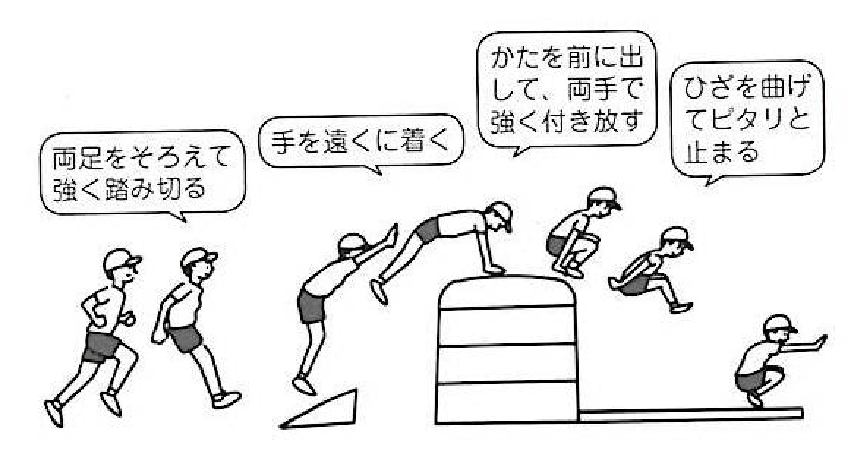 両足をそろえて
強く踏み切る
手を遠くに着く
かたを前に出
して、両手で
強く付き放す
ひざを曲げ
てピタリと
止まる